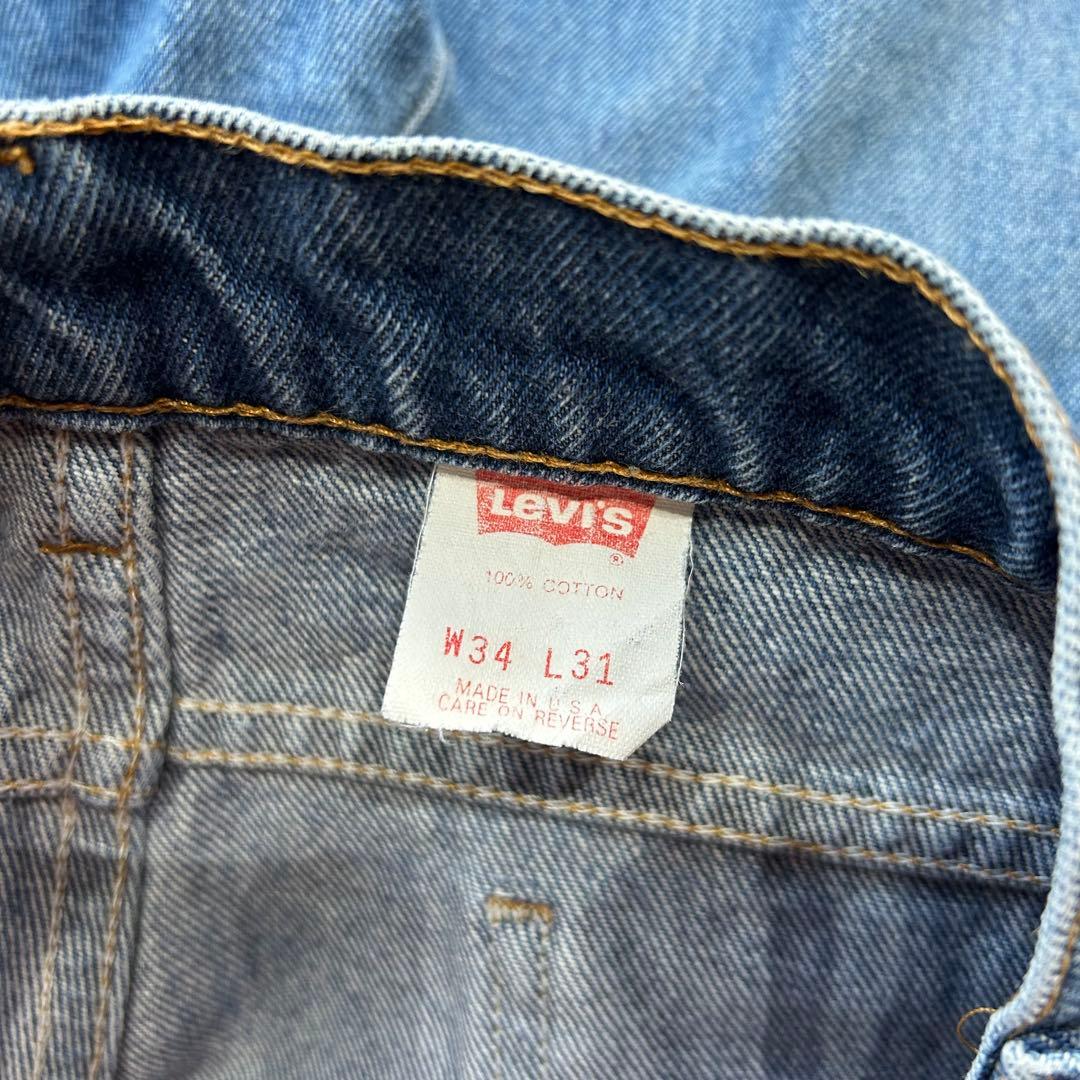 Levi's
®
100% COTTON
W34 L31
MADE IN U.S.A.
CARE ON REVERSE